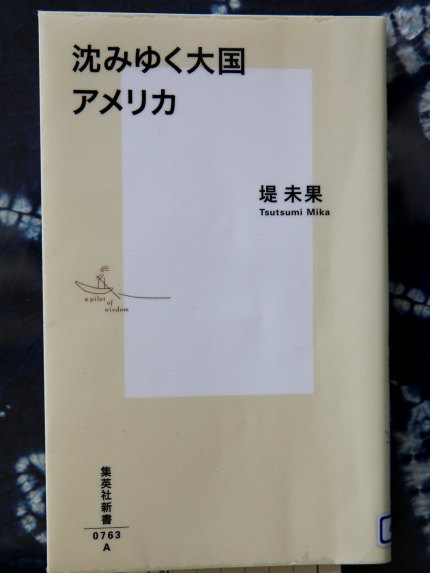 沈みゆく大国
アメリカ
堤 未果
Tsutsumi Mika
a pilot
of
wisdom
集英社新書
0763
A